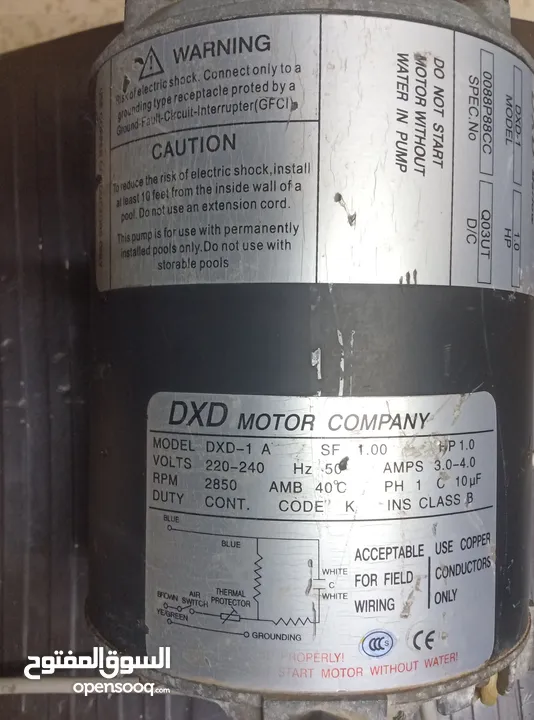 WARNING
Risk of electric shock. Connect only to a
grounding type receptacle proted by a
Ground-Fault-Circuit-Interrupter(GFCI)
CAUTION
To reduce the risk of electric shock,install
at least 10 feet from the inside wall of a
pool. Do not use an extension cord.
This pump is for use with permanently
installed pools only.Do not use with
storable pools
DO NOT START
MOTOR WITHOUT
WATER IN PUMP
DXD-1 1.0
MODEL HP
0088P88CC Q03UT
SPEC.No D/C
DXD MOTOR COMPANY
MODEL DXD-1 A SF 1.00 HP 1.0
VOLTS 220-240 Hz 50 AMPS 3.0-4.0
RPM 2850 AMB 40℃ PH 1 C 10μF
DUTY CONT. CODE K INS CLASS B
BLUE
BLUE
WHITE
C
WHITE
BROWN AIR SWITCH THERMAL PROTECTOR
YE/GREEN
GROUNDING
ACCEPTABLE
FOR FIELD
WIRING
USE COPPER
CONDUCTORS
ONLY
CCC S CE
PROPERLY!
START MOTOR WITHOUT WATER!
السوق المفتوح
opensooq.com